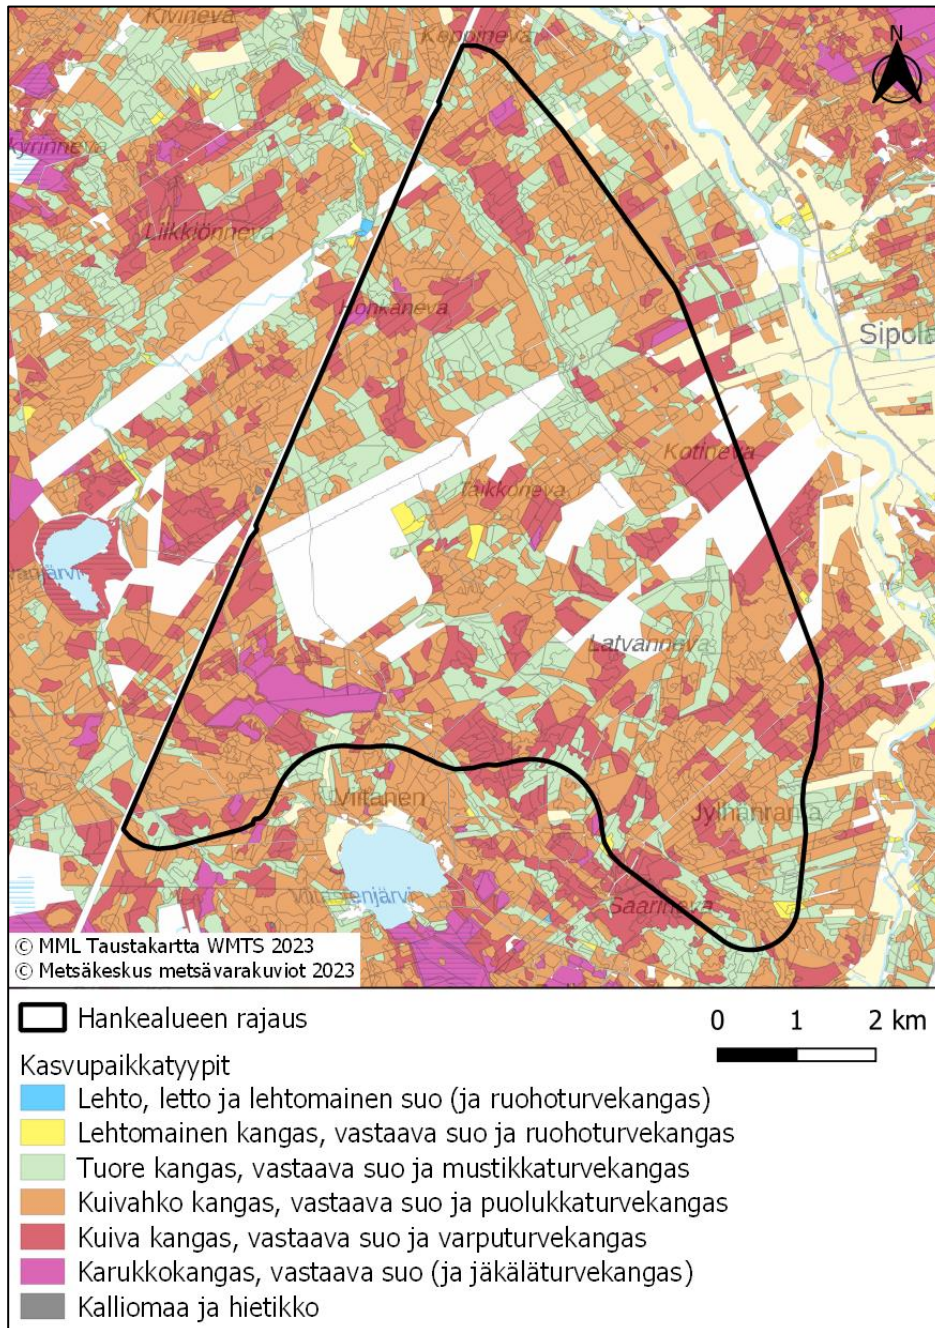 Kivineva
Koppineva
N
Liikkiönneva
Honkaneva
Sipola
Kotineva
Taikkoneva
Latvanneva
Viitanen
Jylhänranta
Saarineva
© MML Taustakartta WMTS 2023
© Metsäkeskus metsävarakuviot 2023
Hankealueen rajaus
0 1 2 km
Kasvupaikkatyypit
Lehto, letto ja lehtomainen suo (ja ruohoturvekangas)
Lehtomainen kangas, vastaava suo ja ruohoturvekangas
Tuore kangas, vastaava suo ja mustikkaturvekangas
Kuivahko kangas, vastaava suo ja puolukkaturvekangas
Kuiva kangas, vastaava suo ja varputurvekangas
Karukkokangas, vastaava suo (ja jäkäläturvekangas)
Kalliomaa ja hietikko